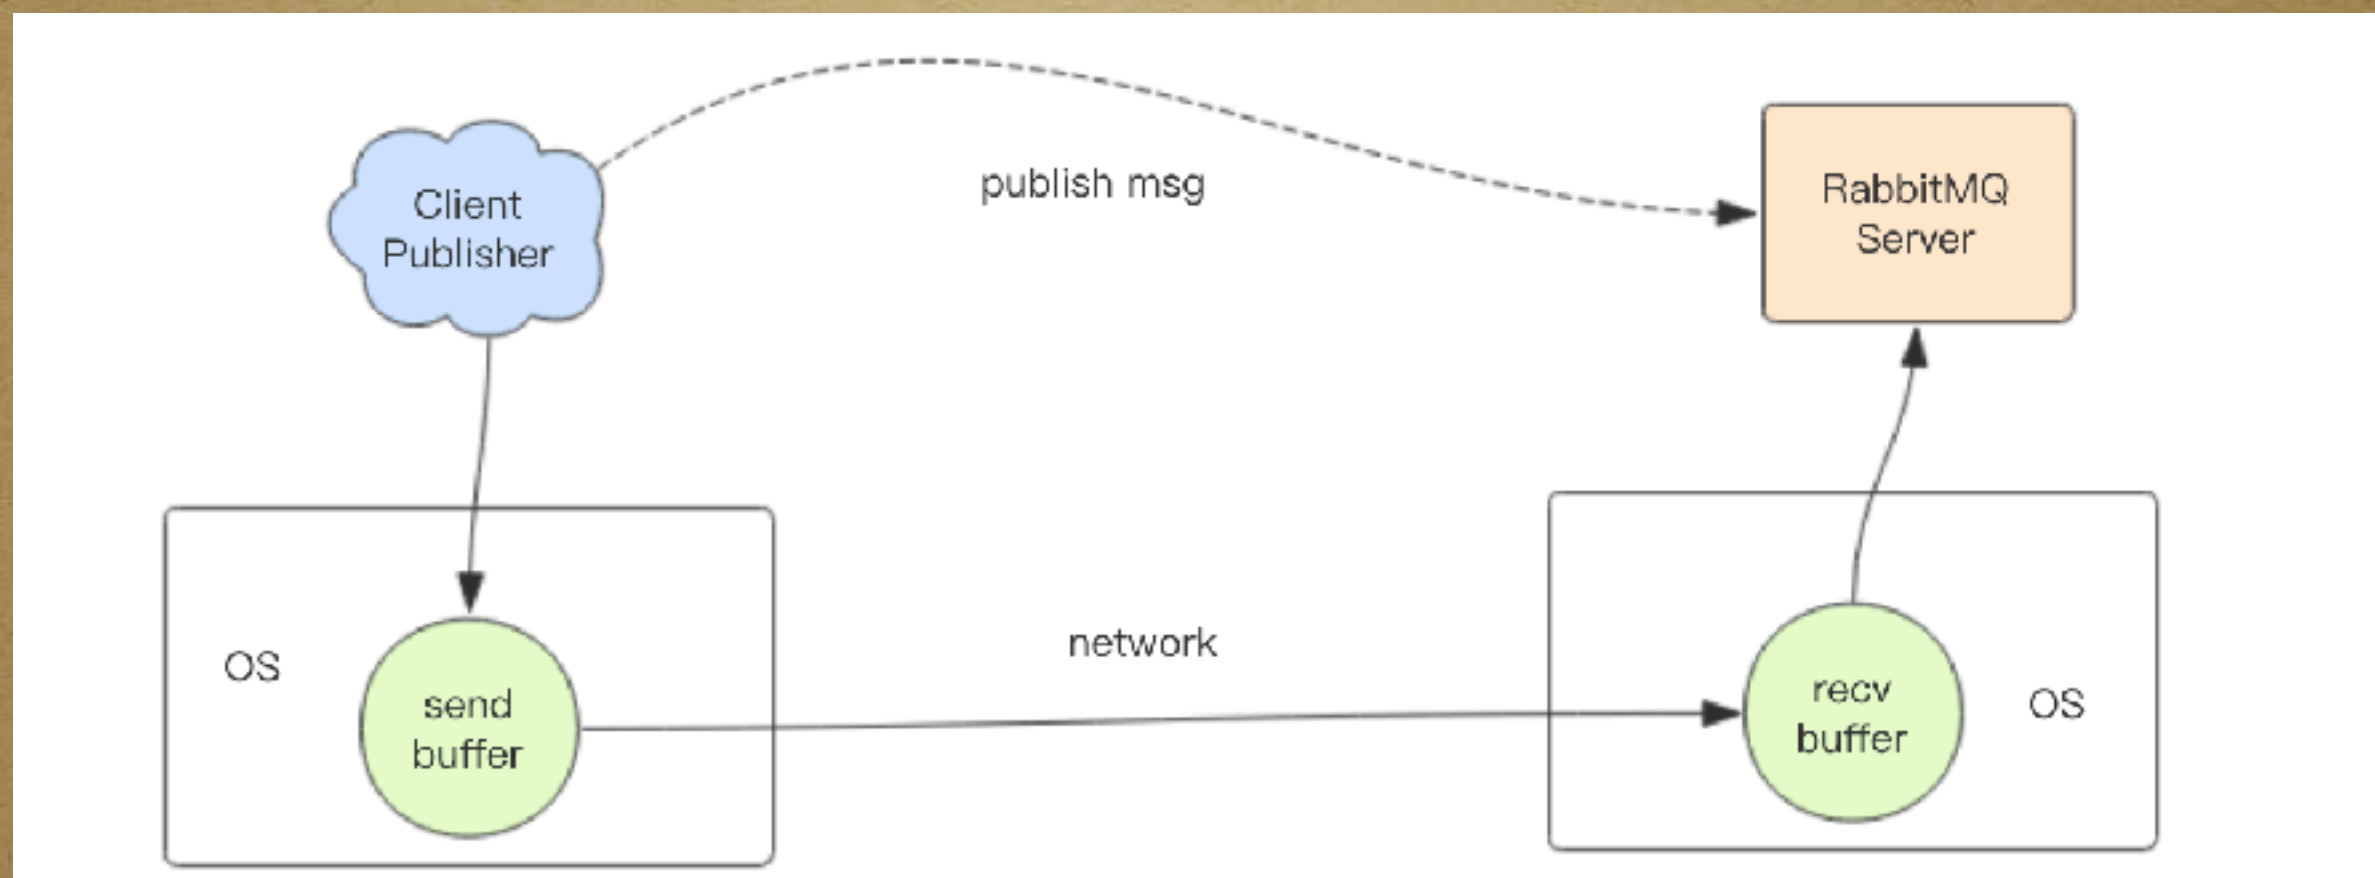 Client
Publisher
publish msg
RabbitMQ
Server
OS
send
buffer
network
recv
buffer
OS